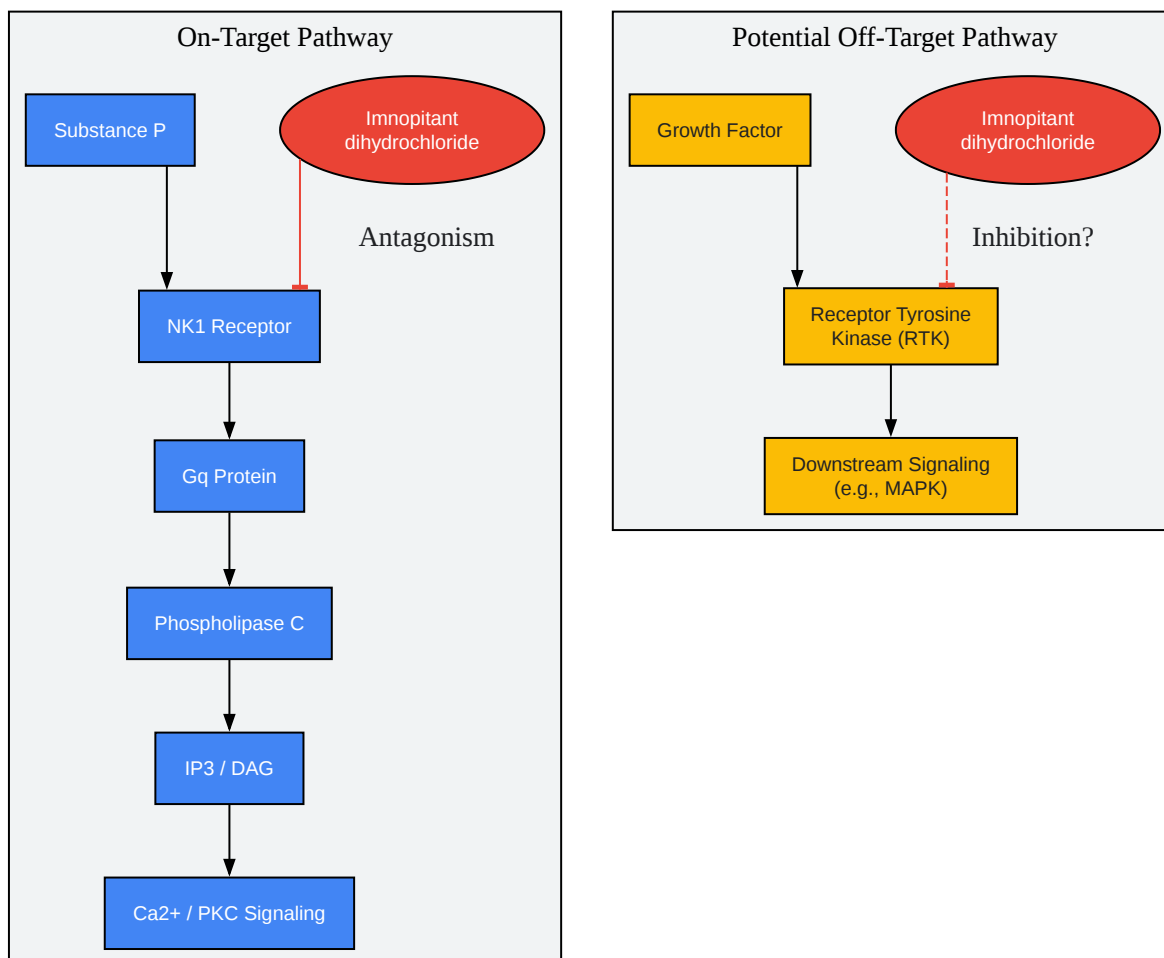 On-Target Pathway
Substance P
Imnopitant
dihydrochloride
Antagonism
NK1 Receptor
Gq Protein
Phospholipase C
IP3 / DAG
Ca2+ / PKC Signaling
Potential Off-Target Pathway
Growth Factor
Imnopitant
dihydrochloride
Inhibition?
Receptor Tyrosine
Kinase (RTK)
Downstream Signaling
(e.g., MAPK)